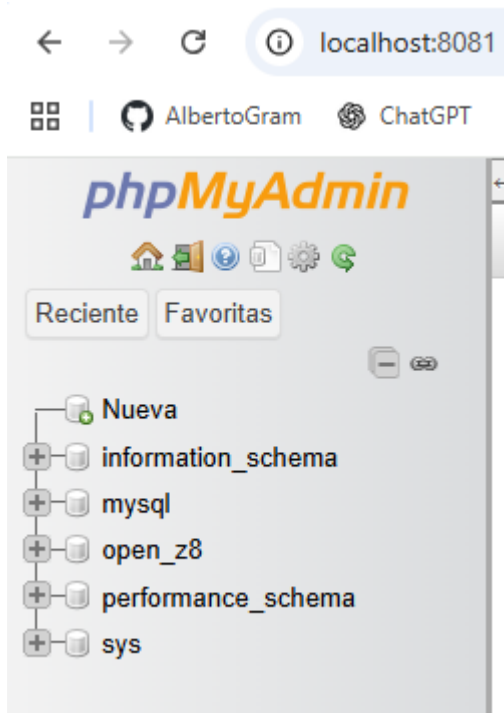 localhost:8081
AlbertoGram ChatGPT
phpMyAdmin
Reciente Favoritas
Nueva
information_schema
mysql
open_z8
performance_schema
sys